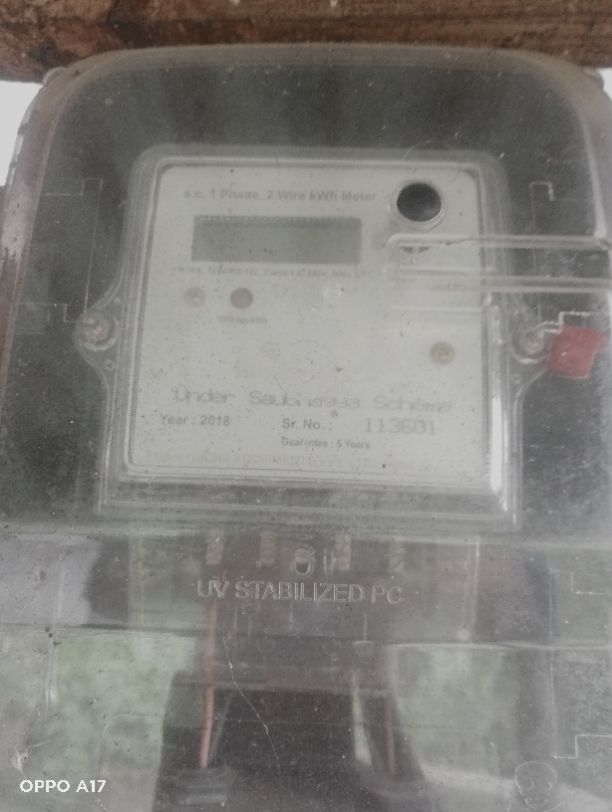 a.c. 1 Phase, 2 Wire kWh Meter
Under Saubhagya Scheme
Year : 2018 Sr. No. : 113601
Guarantee : 5 Years
UV STABILIZED PC
OPPO A17